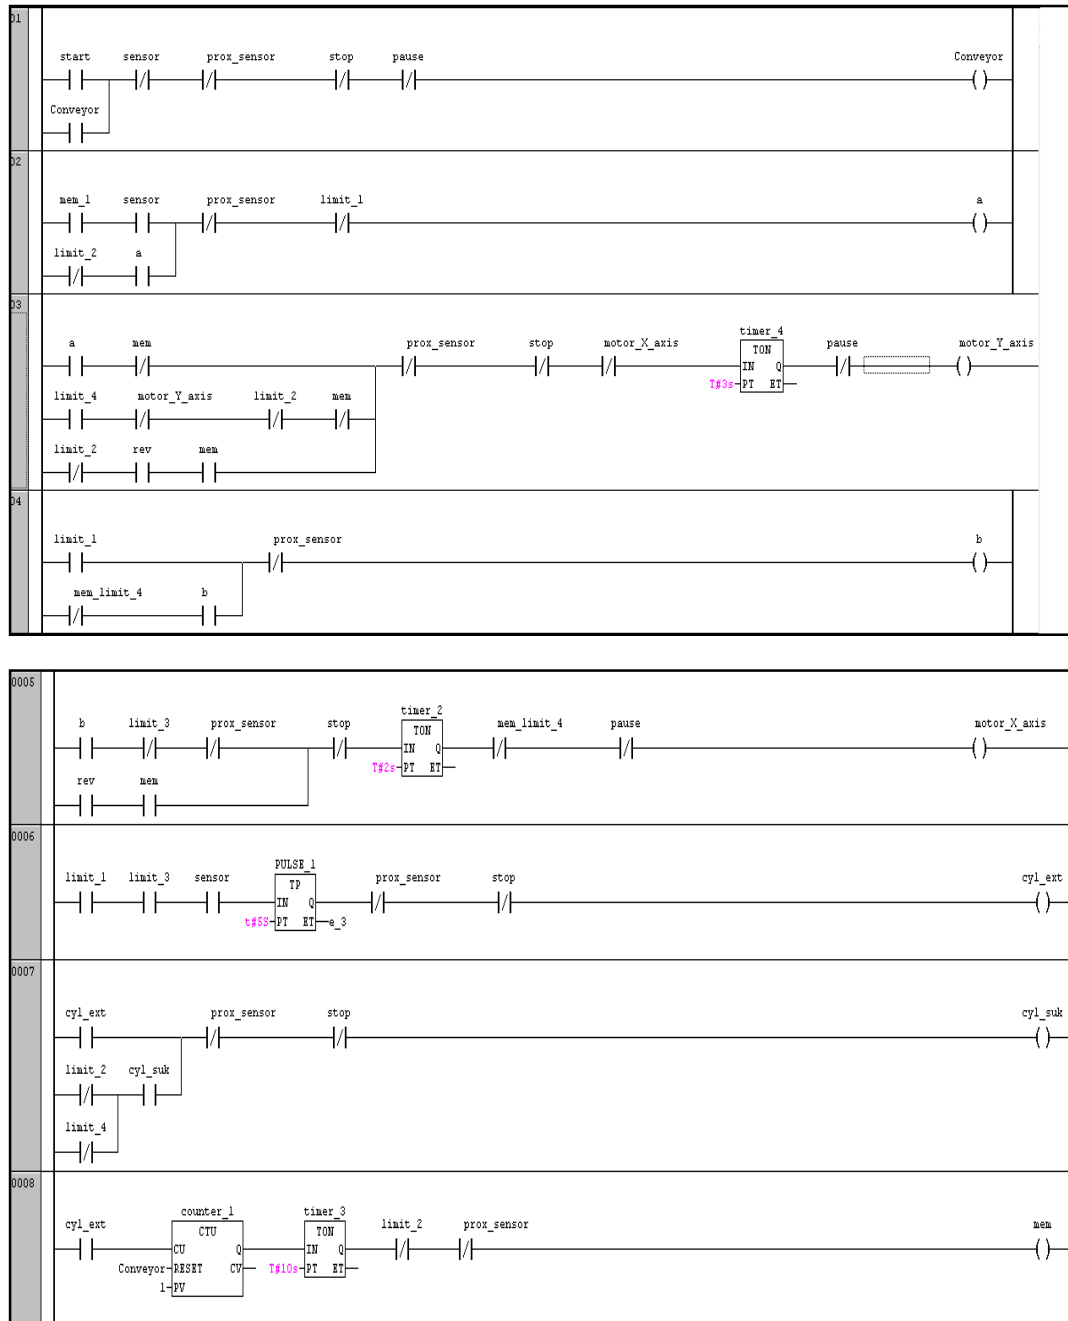 01
start sensor prox_sensor stop pause Conveyor
Conveyor
02
mem_1 sensor prox_sensor limit_1 a
limit_2 a
03
timer_4
a mem prox_sensor stop motor_X_axis TON pause motor_Y_axis
IN Q
T#3s PT ET
limit_4 motor_Y_axis limit_2 mem
limit_2 rev mem
04
limit_1 prox_sensor b
mem_limit_4 b
0005
timer_2
b limit_3 prox_sensor stop TON mem_limit_4 pause motor_X_axis
IN Q
T#2s PT ET
rev mem
0006
PULSE_1
limit_1 limit_3 sensor TP prox_sensor stop cyl_ext
IN Q
t#5S PT ET e_3
0007
cyl_ext prox_sensor stop cyl_suk
limit_2 cyl_suk
limit_4
0008
counter_1 timer_3
cyl_ext CTU TON limit_2 prox_sensor mem
CU Q IN Q
Conveyor RESET CV T#10s PT ET
1 PV